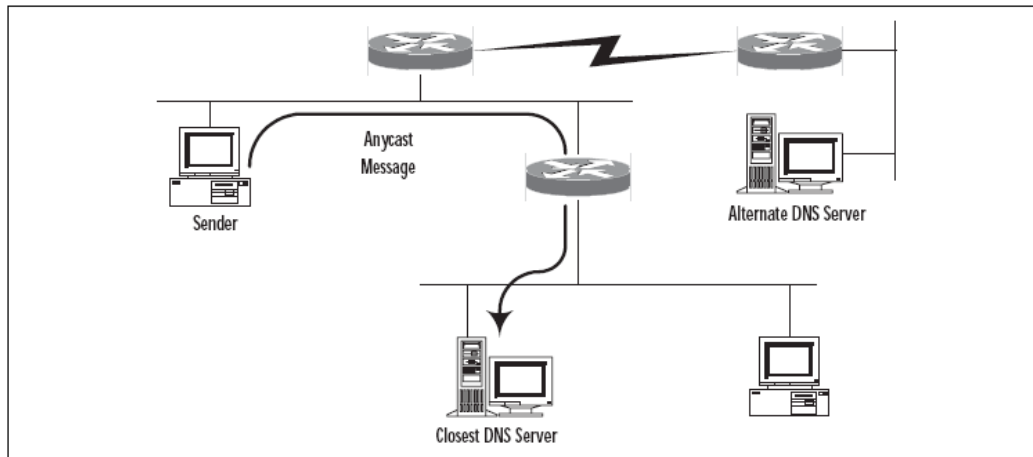 Anycast
Message
Sender
Alternate DNS Server
Closest DNS Server